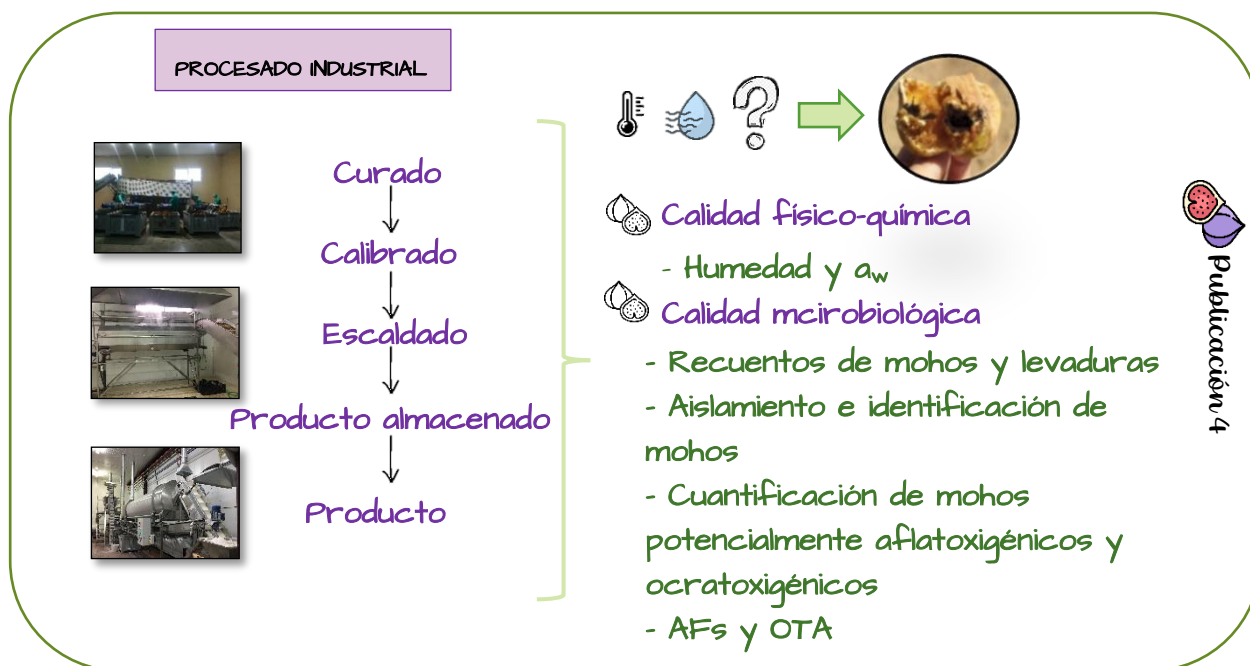 PROCESADO INDUSTRIAL
Curado
Calibrado
Escaldado
Producto almacenado
Producto
?
Calidad físico-química
- Humedad y aw
Calidad mcirobiológica
- Recuentos de mohos y levaduras
- Aislamiento e identificación de
mohos
- Cuantificación de mohos
potencialmente aflatoxigénicos y
ocratoxigénicos
- AFs y OTA
Publicación 4